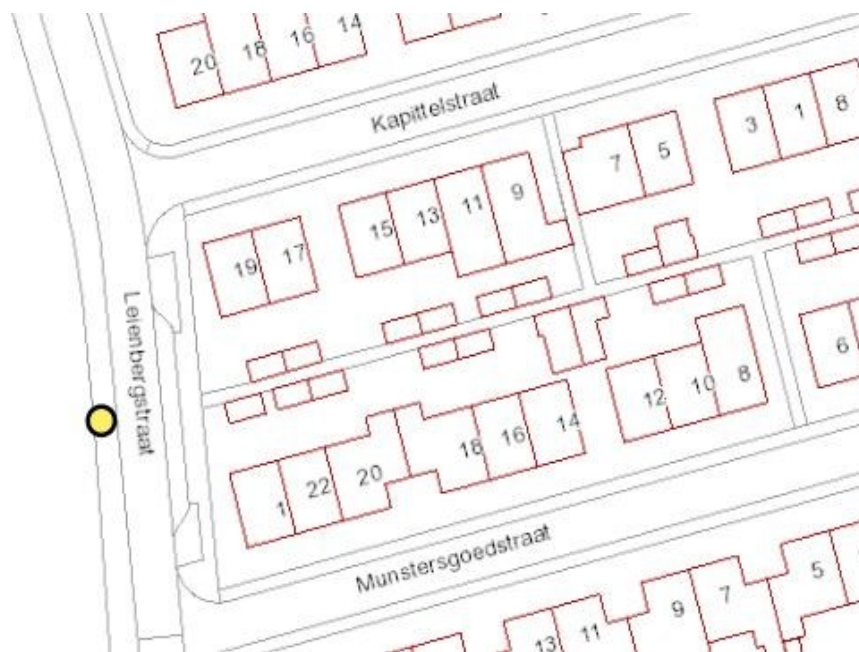 20 18 16 14
Kapittelstraat
3 1 8
7 5
15 13 11 9
19 17
Leienbergstraat
6
12 10 8
18 16 14
1 22 20
Munstersgoedstraat
13 11 9 7 5